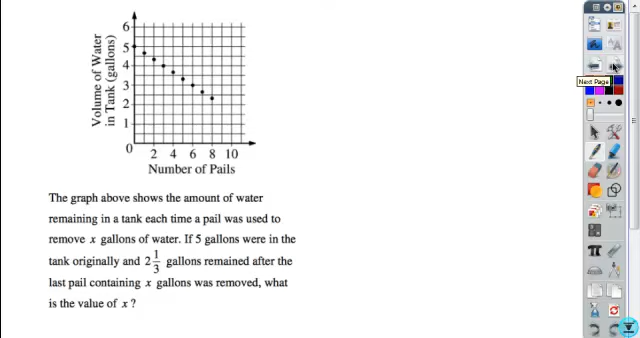 6
5
4
3
2
1
0
2 4 6 8 10
Volume of Water
in Tank (gallons)
Number of Pails
The graph above shows the amount of water
remaining in a tank each time a pail was used to
remove x gallons of water. If 5 gallons were in the
tank originally and 2 1/3 gallons remained after the
last pail containing x gallons was removed, what
is the value of x ?
Next Page